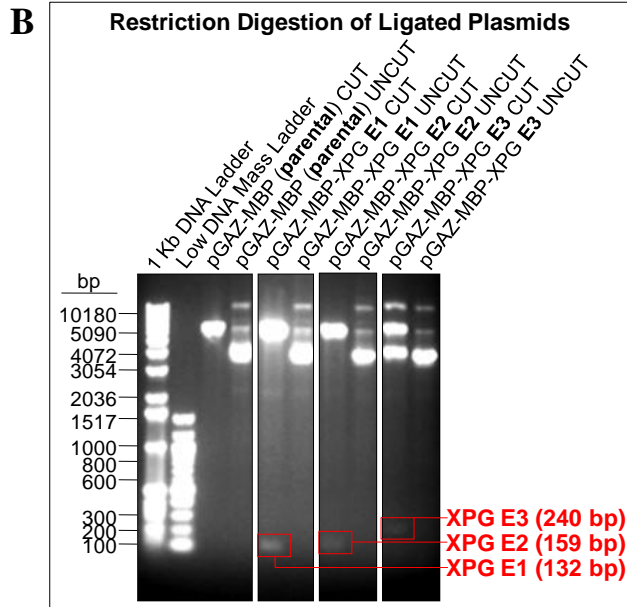 B
Restriction Digestion of Ligated Plasmids
1 Kb DNA Ladder
Low DNA Mass Ladder
pGAZ-MBP (parental) CUT
pGAZ-MBP (parental) UNCUT
pGAZ-MBP-XPG E1 CUT
pGAZ-MBP-XPG E1 UNCUT
pGAZ-MBP-XPG E2 CUT
pGAZ-MBP-XPG E2 UNCUT
pGAZ-MBP-XPG E3 CUT
pGAZ-MBP-XPG E3 UNCUT
bp
10180
5090
4072
3054
2036
1517
1000
800
600
300
200
100
XPG E3 (240 bp)
XPG E2 (159 bp)
XPG E1 (132 bp)